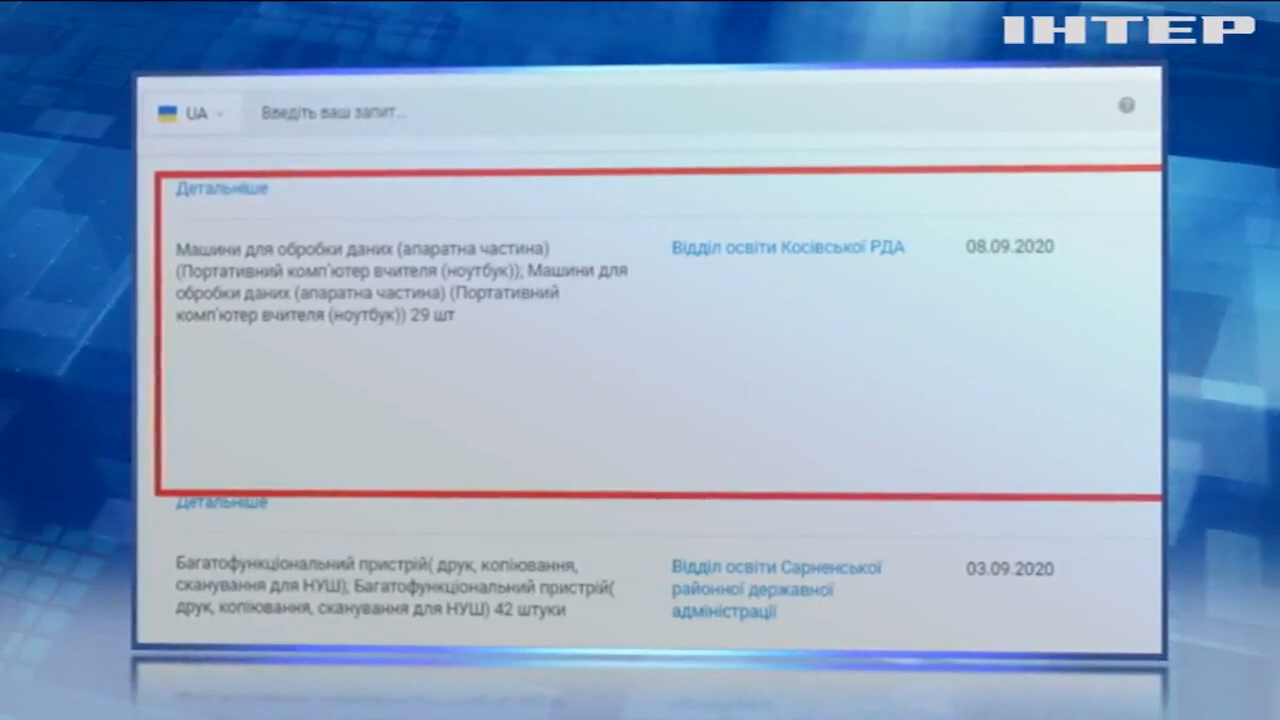 ІНТЕР
UA
Введіть ваш запит...
Детальніше
Машини для обробки даних (апаратна частина)
(Портативний комп'ютер вчителя (ноутбук)); Машини для
обробки даних (апаратна частина) (Портативний
комп'ютер вчителя (ноутбук)) 29 шт
Відділ освіти Косівської РДА
08.09.2020
Детальніше
Багатофункціональний пристрій( друк, копіювання,
сканування для НУШ); Багатофункціональний пристрій(
друк, копіювання, сканування для НУШ) 42 штуки
Відділ освіти Сарненської
районної державної
адміністрації
03.09.2020